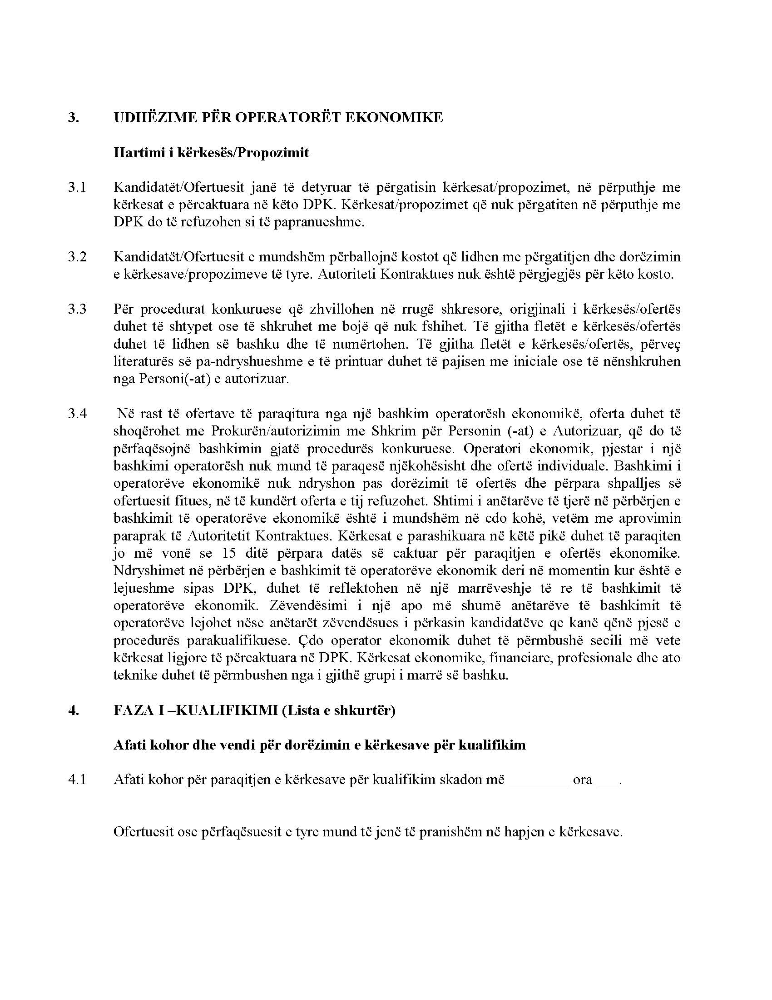 3. UDHËZIME PËR OPERATORËT EKONOMIKE
Hartimi i kërkesës/Propozimit
3.1 Kandidatët/Ofertuesit janë të detyruar të përgatisin kërkesat/propozimet, në përputhje me
kërkesat e përcaktuara në këto DPK. Kërkesat/propozimet që nuk përgatiten në përputhje me
DPK do të refuzohen si të papranueshme.
3.2 Kandidatët/Ofertuesit e mundshëm përballojnë kostot që lidhen me përgatitjen dhe dorëzimin
e kërkesave/propozimeve të tyre. Autoriteti Kontraktues nuk është përgjegjës për këto kosto.
3.3 Për procedurat konkuruese që zhvillohen në rrugë shkresore, origjinali i kërkesës/ofertës
duhet të shtypet ose të shkruhet me bojë që nuk fshihet. Të gjitha fletët e kërkesës/ofertës
duhet të lidhen së bashku dhe të numërtohen. Të gjitha fletët e kërkesës/ofertës, përveç
literaturës së pa-ndryshueshme e të printuar duhet të pajisen me iniciale ose të nënshkruhen
nga Personi(-at) e autorizuar.
3.4 Në rast të ofertave të paraqitura nga një bashkim operatorësh ekonomikë, oferta duhet të
shoqërohet me Prokurën/autorizimin me Shkrim për Personin (-at) e Autorizuar, që do të
përfaqësojnë bashkimin gjatë procedurës konkuruese. Operatori ekonomik, pjestar i një
bashkimi operatorësh nuk mund të paraqesë njëkohësisht dhe ofertë individuale. Bashkimi i
operatorëve ekonomikë nuk ndryshon pas dorëzimit të ofertës dhe përpara shpalljes së
ofertuesit fitues, në të kundërt oferta e tij refuzohet. Shtimi i anëtarëve të tjerë në përbërjen e
bashkimit të operatorëve ekonomikë është i mundshëm në cdo kohë, vetëm me aprovimin
paraprak të Autoritetit Kontraktues. Kërkesat e parashikuara në këtë pikë duhet të paraqiten
jo më vonë se 15 ditë përpara datës së caktuar për paraqitjen e ofertës ekonomike.
Ndryshimet në përbërjen e bashkimit të operatorëve ekonomik deri në momentin kur është e
lejueshme sipas DPK, duhet të reflektohen në një marrëveshje të re të bashkimit të
operatorëve ekonomik. Zëvendësimi i një apo më shumë anëtarëve të bashkimit të
operatorëve lejohet nëse anëtarët zëvendësues i përkasin kandidatëve qe kanë qënë pjesë e
procedurës parakualifikuese. Çdo operator ekonomik duhet të përmbushë secili më vete
kërkesat ligjore të përcaktuara në DPK. Kërkesat ekonomike, financiare, profesionale dhe ato
teknike duhet të përmbushen nga i gjithë grupi i marrë së bashku.
4. FAZA I –KUALIFIKIMI (Lista e shkurtër)
Afati kohor dhe vendi për dorëzimin e kërkesave për kualifikim
4.1 Afati kohor për paraqitjen e kërkesave për kualifikim skadon më ________ ora ___.
Ofertuesit ose përfaqësuesit e tyre mund të jenë të pranishëm në hapjen e kërkesave.